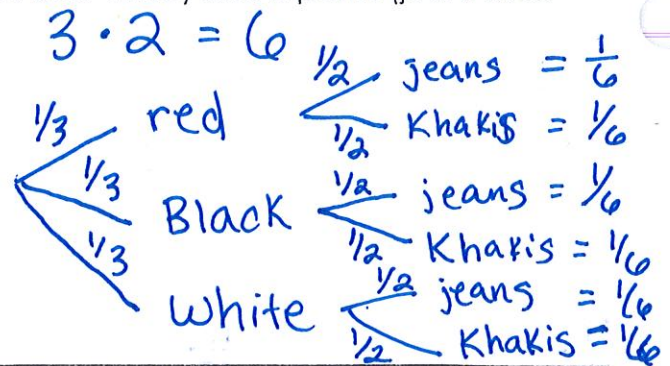 3 · 2 = 6
1/2 jeans = 1/6
1/3 red
1/2 Khakis = 1/6
1/3
1/2 jeans = 1/6
Black
1/2 Khakis = 1/6
1/3
1/2 jeans = 1/6
White
1/2 Khakis = 1/6